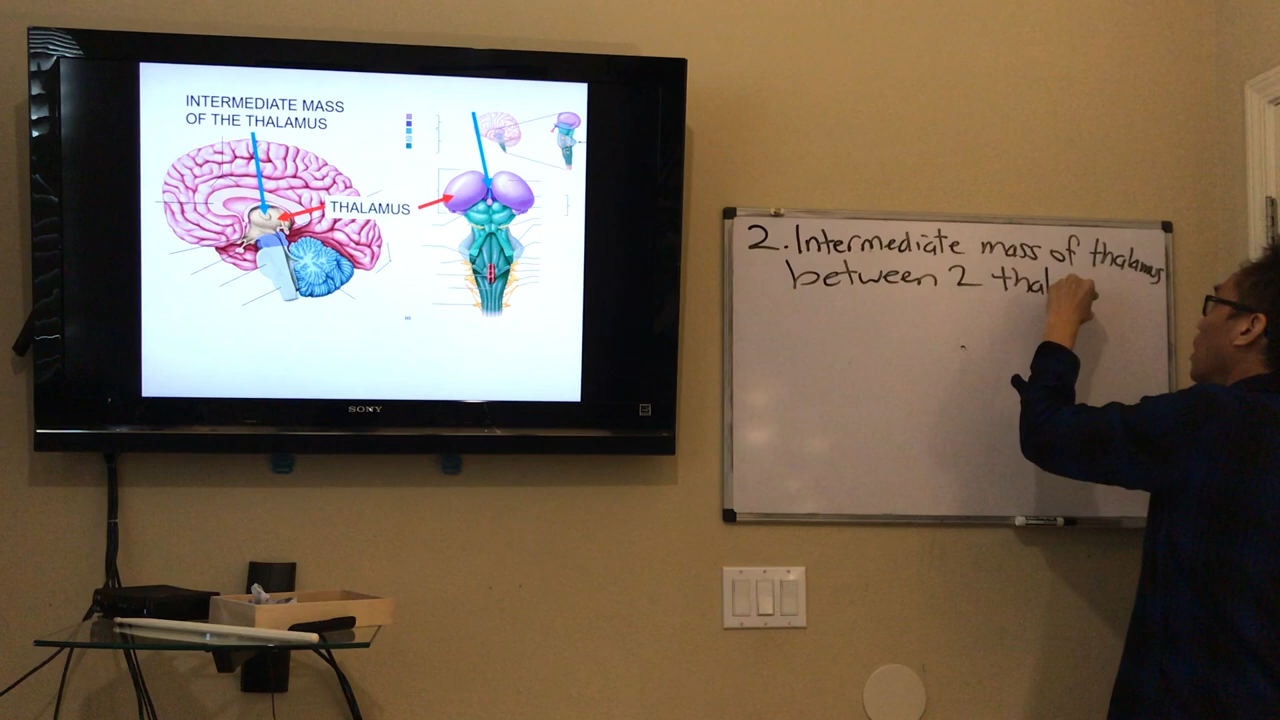 INTERMEDIATE MASS
OF THE THALAMUS
THALAMUS
SONY
2. Intermediate mass of thalamus
between 2 thal